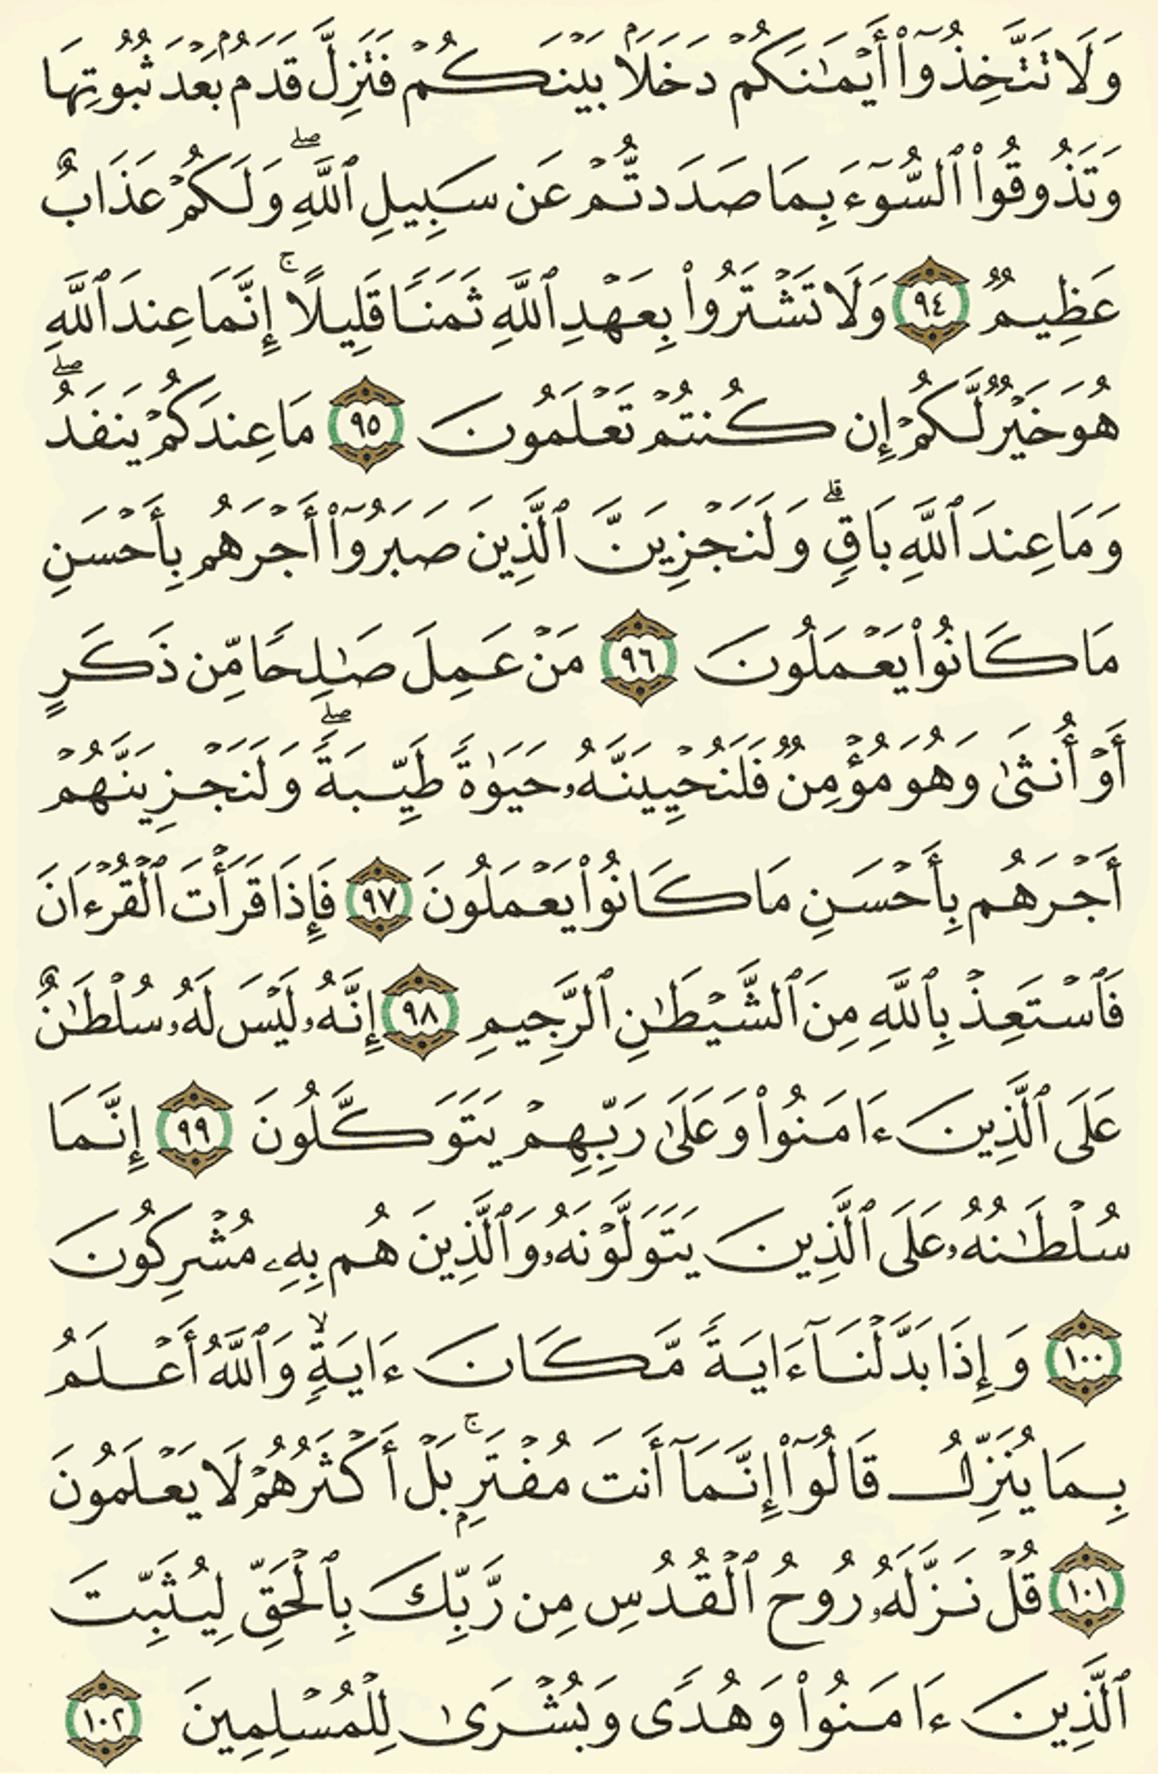 وَلَا تَتَّخِذُوٓا۟ أَيْمَٰنَكُمْ دَخَلًۢا بَيْنَكُمْ فَتَزِلَّ قَدَمٌۢ بَعْدَ ثُبُوتِهَا
وَتَذُوقُوا۟ ٱلسُّوٓءَ بِمَا صَدَدتُّمْ عَن سَبِيلِ ٱللَّهِ ۖ وَلَكُمْ عَذَابٌ
عَظِيمٌ ٩٤ وَلَا تَشْتَرُوا۟ بِعَهْدِ ٱللَّهِ ثَمَنًا قَلِيلًا ۚ إِنَّمَا عِندَ ٱللَّهِ
هُوَ خَيْرٌ لَّكُمْ إِن كُنتُمْ تَعْلَمُونَ ٩٥ مَا عِندَكُمْ يَنفَدُ ۖ
وَمَا عِندَ ٱللَّهِ بَاقٍ ۗ وَلَنَجْزِيَنَّ ٱلَّذِينَ صَبَرُوٓا۟ أَجْرَهُم بِأَحْسَنِ
مَا كَانُوا۟ يَعْمَلُونَ ٩٦ مَنْ عَمِلَ صَٰلِحًا مِّن ذَكَرٍ
أَوْ أُنثَىٰ وَهُوَ مُؤْمِنٌ فَلَنُحْيِيَنَّهُۥ حَيَوٰةً طَيِّبَةً ۖ وَلَنَجْزِيَنَّهُمْ
أَجْرَهُم بِأَحْسَنِ مَا كَانُوا۟ يَعْمَلُونَ ٩٧ فَإِذَا قَرَأْتَ ٱلْقُرْءَانَ
فَٱسْتَعِذْ بِٱللَّهِ مِنَ ٱلشَّيْطَٰنِ ٱلرَّجِيمِ ٩٨ إِنَّهُۥ لَيْسَ لَهُۥ سُلْطَٰنٌ
عَلَى ٱلَّذِينَ ءَامَنُوا۟ وَعَلَىٰ رَبِّهِمْ يَتَوَكَّلُونَ ٩٩ إِنَّمَا
سُلْطَٰنُهُۥ عَلَى ٱلَّذِينَ يَتَوَلَّوْنَهُۥ وَٱلَّذِينَ هُم بِهِۦ مُشْرِكُونَ
١٠٠ وَإِذَا بَدَّلْنَآ ءَايَةً مَّكَانَ ءَايَةٍ ۙ وَٱللَّهُ أَعْلَمُ
بِمَا يُنَزِّلُ قَالُوٓا۟ إِنَّمَآ أَنتَ مُفْتَرٍۭ ۚ بَلْ أَكْثَرُهُمْ لَا يَعْلَمُونَ
١٠١ قُلْ نَزَّلَهُۥ رُوحُ ٱلْقُدُسِ مِن رَّبِّكَ بِٱلْحَقِّ لِيُثَبِّتَ
ٱلَّذِينَ ءَامَنُوا۟ وَهُدًى وَبُشْرَىٰ لِلْمُسْلِمِينَ ١٠٢